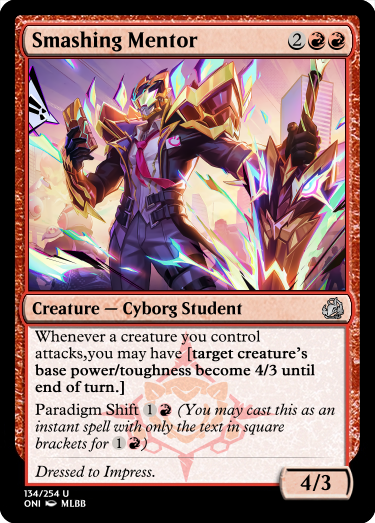 Smashing Mentor 2
Creature — Cyborg Student
Whenever a creature you control
attacks,you may have [target creature's
base power/toughness become 4/3 until
end of turn.]
Paradigm Shift 1 (You may cast this as
an instant spell with only the text in square
brackets for 1 )
Dressed to Impress.
4/3
134/254 U
ONI MLBB